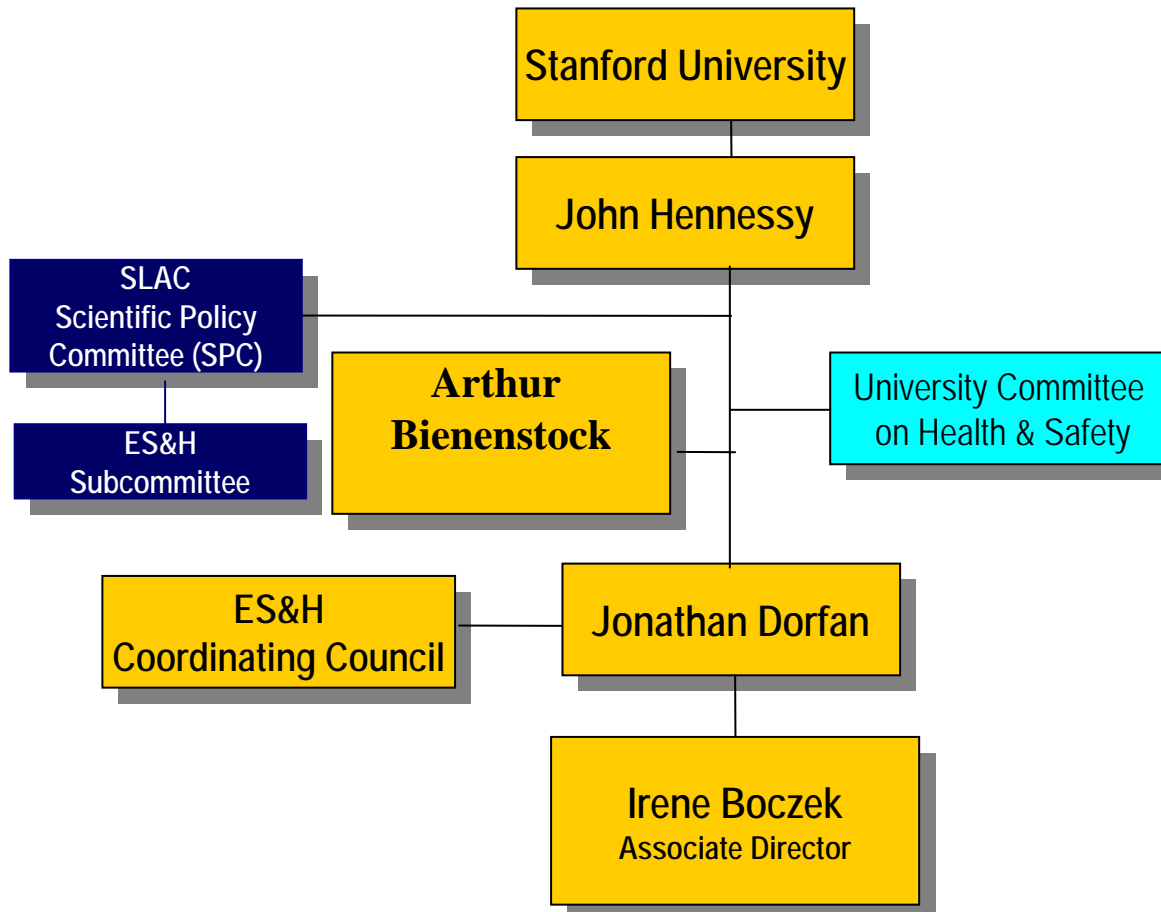 Stanford University
John Hennessy
SLAC
Scientific Policy
Committee (SPC)
ES&H
Subcommittee
Arthur
Bienenstock
University Committee
on Health & Safety
ES&H
Coordinating Council
Jonathan Dorfan
Irene Boczek
Associate Director